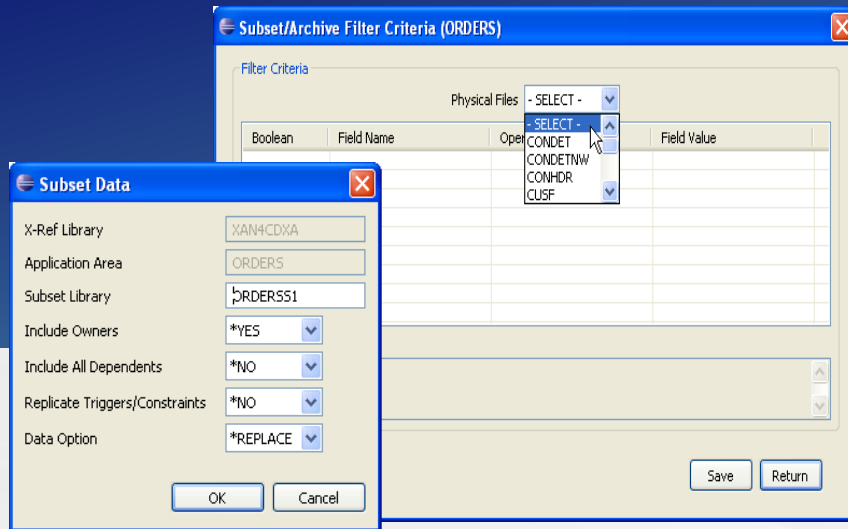 Subset/Archive Filter Criteria (ORDERS)
Filter Criteria
Physical Files - SELECT -
- SELECT -
CONDET
CONDETNW
CONHDR
CUSF
Boolean Field Name Field Value
Subset Data
X-Ref Library XAN4CDXA
Application Area ORDERS
Subset Library ORDERSS1
Include Owners *YES
Include All Dependents *NO
Replicate Triggers/Constraints *NO
Data Option *REPLACE
OK Cancel
Save Return